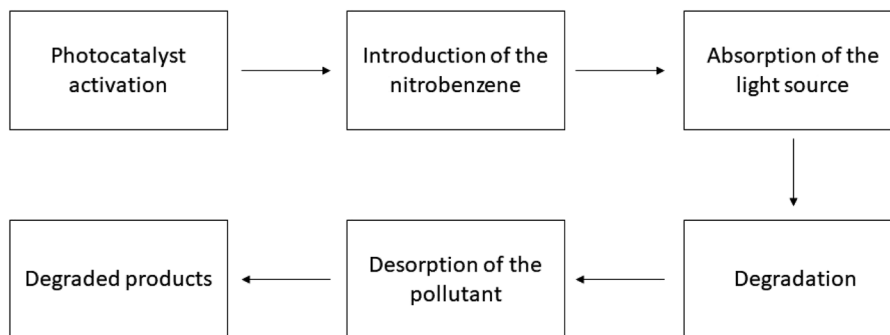 Photocatalyst
activation
Introduction of the
nitrobenzene
Absorption of the
light source
Degraded products
Desorption of the
pollutant
Degradation